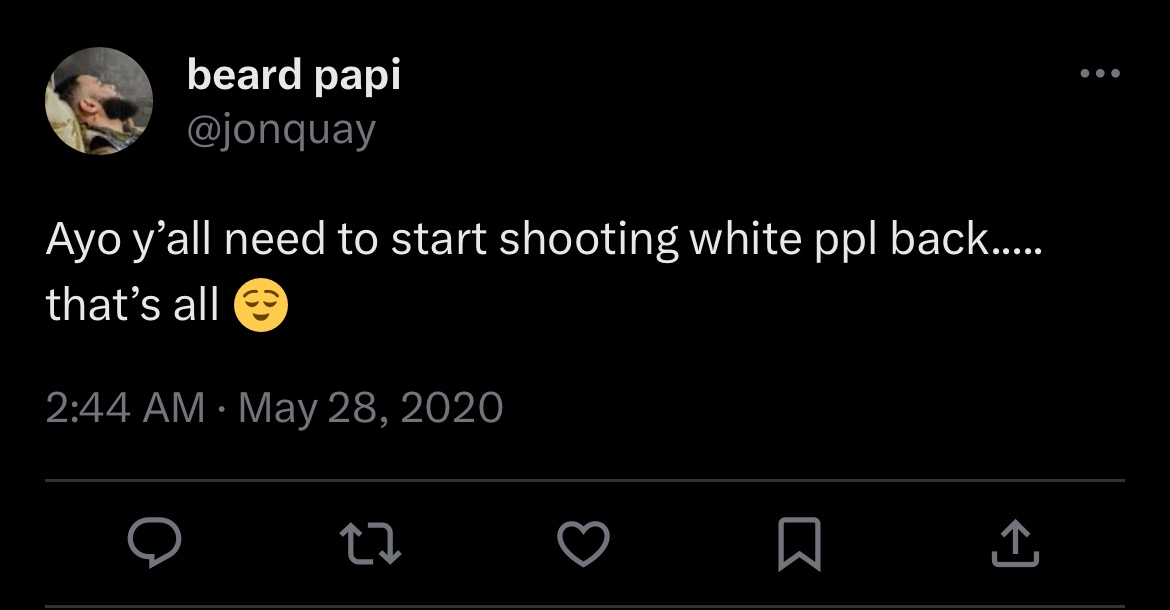 beard papi
@jonquay
Ayo y’all need to start shooting white ppl back.....
that’s all 😌
2:44 AM · May 28, 2020